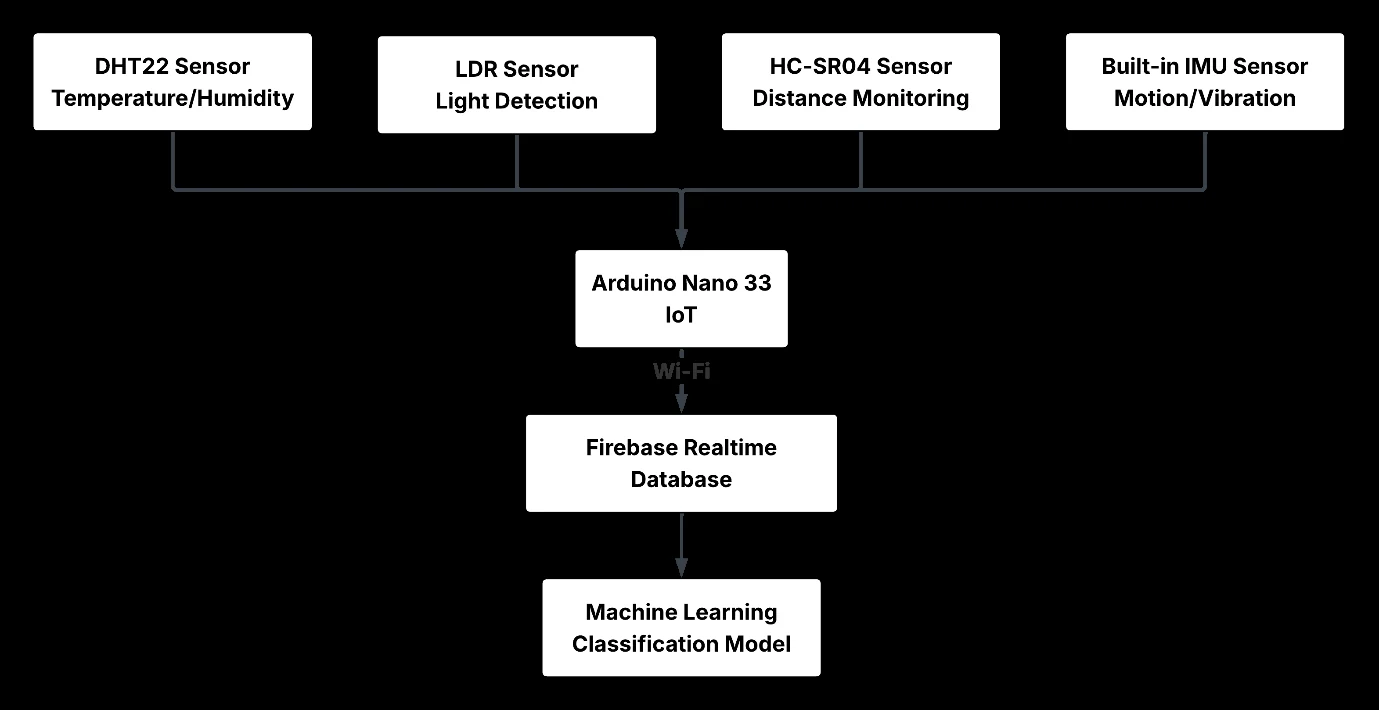 DHT22 Sensor
Temperature/Humidity
LDR Sensor
Light Detection
HC-SR04 Sensor
Distance Monitoring
Built-in IMU Sensor
Motion/Vibration
Arduino Nano 33
IoT
Wi-Fi
Firebase Realtime
Database
Machine Learning
Classification Model